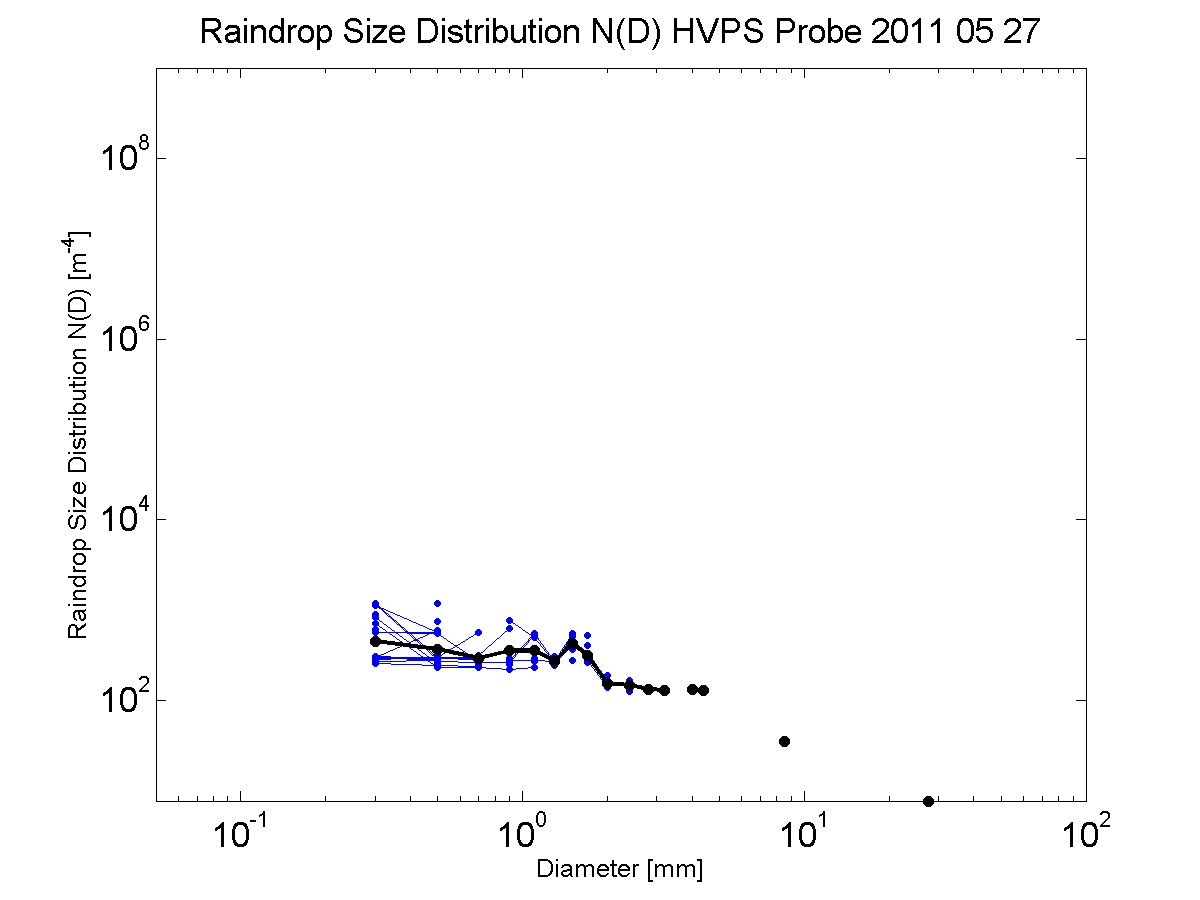 Raindrop Size Distribution N(D) HVPS Probe 2011 05 27
Raindrop Size Distribution N(D) [m^-4]
10^8
10^6
10^4
10^2
10^-1 10^0 10^1 10^2
Diameter [mm]